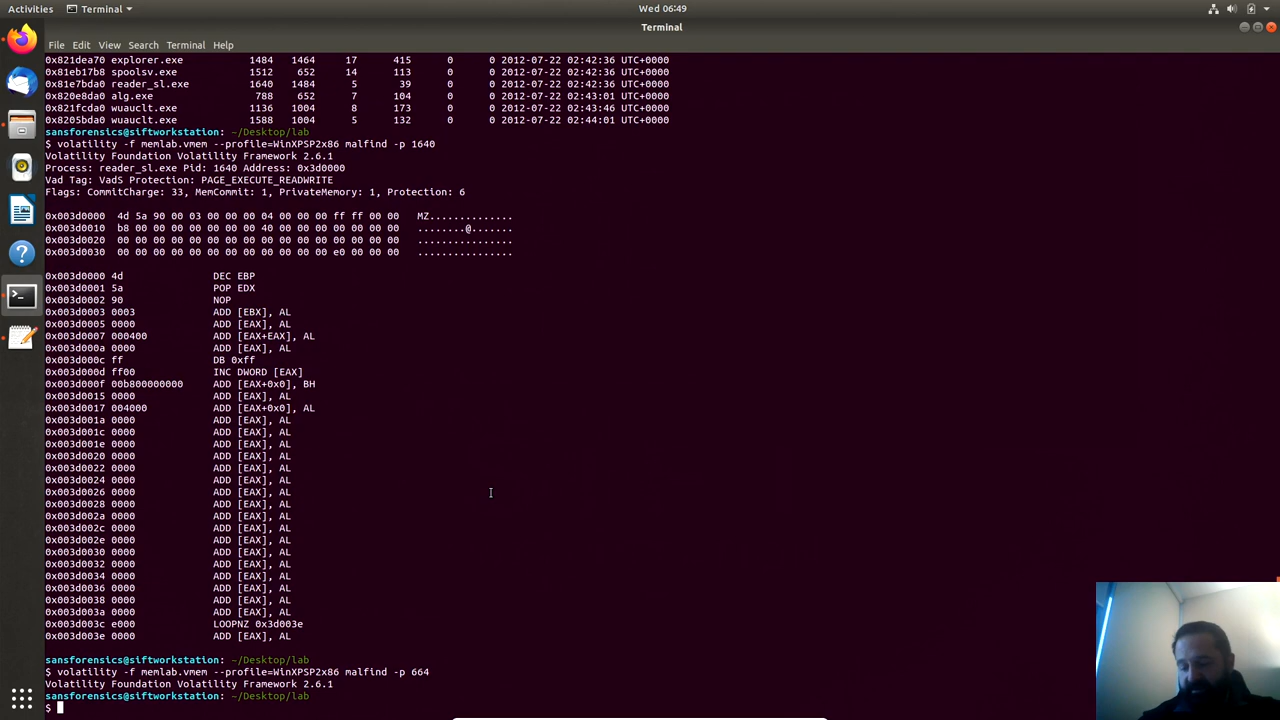 Activities
Terminal
Wed 06:49
Terminal
File Edit View Search Terminal Help
0x821dea70 explorer.exe 1484 1464 17 415 0 0 2012-07-22 02:42:36 UTC+0000
0x81eb17b8 spoolsv.exe 1512 652 14 113 0 0 2012-07-22 02:42:36 UTC+0000
0x81e7bda0 reader_sl.exe 1640 1484 5 39 0 0 2012-07-22 02:42:36 UTC+0000
0x820e8da0 alg.exe 788 652 7 104 0 0 2012-07-22 02:43:01 UTC+0000
0x821fcda0 wuauclt.exe 1136 1004 8 173 0 0 2012-07-22 02:43:46 UTC+0000
0x8205bda0 wuauclt.exe 1588 1004 5 132 0 0 2012-07-22 02:44:01 UTC+0000
sansforensics@siftworkstation: ~/Desktop/lab
$ volatility -f memlab.vmem --profile=WinXPSP2x86 malfind -p 1640
Volatility Foundation Volatility Framework 2.6.1
Process: reader_sl.exe Pid: 1640 Address: 0x3d0000
Vad Tag: VadS Protection: PAGE_EXECUTE_READWRITE
Flags: CommitCharge: 33, MemCommit: 1, PrivateMemory: 1, Protection: 6
0x003d0000 4d 5a 90 00 03 00 00 00 04 00 00 00 ff ff 00 00 MZ..............
0x003d0010 b8 00 00 00 00 00 00 00 40 00 00 00 00 00 00 00 ........@.......
0x003d0020 00 00 00 00 00 00 00 00 00 00 00 00 00 00 00 00 ................
0x003d0030 00 00 00 00 00 00 00 00 00 00 00 00 e0 00 00 00 ................
0x003d0000 4d DEC EBP
0x003d0001 5a POP EDX
0x003d0002 90 NOP
0x003d0003 0003 ADD [EBX], AL
0x003d0005 0000 ADD [EAX], AL
0x003d0007 000400 ADD [EAX+EAX], AL
0x003d000a 0000 ADD [EAX], AL
0x003d000c ff DB 0xff
0x003d000d ff00 INC DWORD [EAX]
0x003d000f 00b800000000 ADD [EAX+0x0], BH
0x003d0015 0000 ADD [EAX], AL
0x003d0017 004000 ADD [EAX+0x0], AL
0x003d001a 0000 ADD [EAX], AL
0x003d001c 0000 ADD [EAX], AL
0x003d001e 0000 ADD [EAX], AL
0x003d0020 0000 ADD [EAX], AL
0x003d0022 0000 ADD [EAX], AL
0x003d0024 0000 ADD [EAX], AL
0x003d0026 0000 ADD [EAX], AL
0x003d0028 0000 ADD [EAX], AL
0x003d002a 0000 ADD [EAX], AL
0x003d002c 0000 ADD [EAX], AL
0x003d002e 0000 ADD [EAX], AL
0x003d0030 0000 ADD [EAX], AL
0x003d0032 0000 ADD [EAX], AL
0x003d0034 0000 ADD [EAX], AL
0x003d0036 0000 ADD [EAX], AL
0x003d0038 0000 ADD [EAX], AL
0x003d003a 0000 ADD [EAX], AL
0x003d003c e000 LOOPNZ 0x3d003e
0x003d003e 0000 ADD [EAX], AL
sansforensics@siftworkstation: ~/Desktop/lab
$ volatility -f memlab.vmem --profile=WinXPSP2x86 malfind -p 664
Volatility Foundation Volatility Framework 2.6.1
sansforensics@siftworkstation: ~/Desktop/lab
$